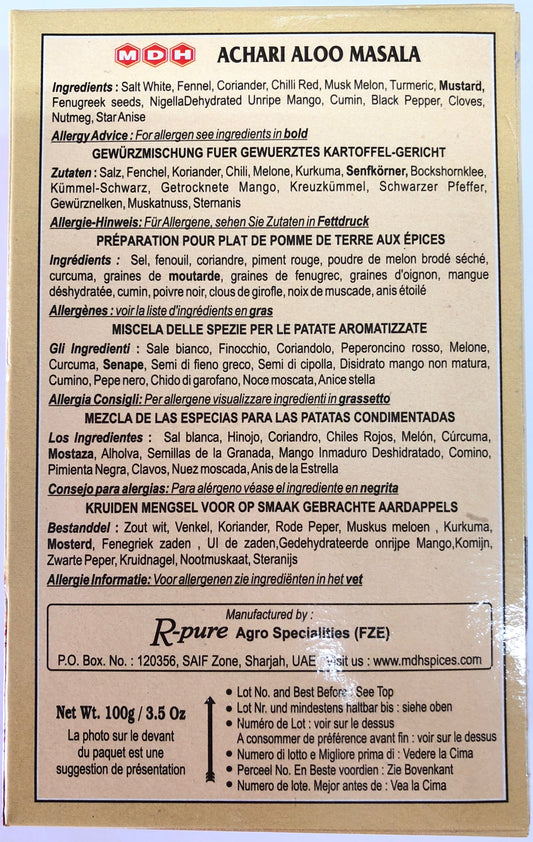 MDH ACHARI ALOO MASALA
Ingredients : Salt White, Fennel, Coriander, Chilli Red, Musk Melon, Turmeric, Mustard,
Fenugreek seeds, NigellaDehydrated Unripe Mango, Cumin, Black Pepper, Cloves,
Nutmeg, Star Anise
Allergy Advice : For allergen see ingredients in bold
GEWÜRZMISCHUNG FUER GEWUERZTES KARTOFFEL-GERICHT
Zutaten : Salz, Fenchel, Koriander, Chili, Melone, Kurkuma, Senfkörner, Bockshornklee,
Kümmel-Schwarz, Getrocknete Mango, Kreuzkümmel, Schwarzer Pfeffer,
Gewürznelken, Muskatnuss, Sternanis
Allergie-Hinweis: Für Allergene, sehen Sie Zutaten in Fettdruck
PRÉPARATION POUR PLAT DE POMME DE TERRE AUX ÉPICES
Ingrédients : Sel, fenouil, coriandre, piment rouge, poudre de melon brodé séché,
curcuma, graines de moutarde, graines de fenugrec, graines d'oignon, mangue
déshydratée, cumin, poivre noir, clous de girofle, noix de muscade, anis étoilé
Allergènes : voir la liste d'ingrédients en gras
MISCELA DELLE SPEZIE PER LE PATATE AROMATIZZATE
Gli Ingredienti : Sale bianco, Finocchio, Coriandolo, Peperoncino rosso, Melone,
Curcuma, Senape, Semi di fieno greco, Semi di cipolla, Disidrato mango non matura,
Cumino, Pepe nero, Chido di garofano, Noce moscata, Anice stella
Allergia Consigli: Per allergene visualizzare ingredienti in grassetto
MEZCLA DE LAS ESPECIAS PARA LAS PATATAS CONDIMENTADAS
Los Ingredientes : Sal blanca, Hinojo, Coriandro, Chiles Rojos, Melón, Cúrcuma,
Mostaza, Alholva, Semillas de la Granada, Mango Inmaduro Deshidratado, Comino,
Pimienta Negra, Clavos, Nuez moscada, Anis de la Estrella
Consejo para alergias: Para alérgeno véase el ingrediente en negrita
KRUIDEN MENGSEL VOOR OP SMAAK GEBRACHTE AARDAPPELS
Bestanddel : Zout wit, Venkel, Koriander, Rode Peper, Muskus meloen , Kurkuma,
Mosterd, Fenegriek zaden , UI de zaden,Gedehydrateerde onrijpe Mango,Komijn,
Zwarte Peper, Kruidnagel, Nootmuskaat, Steranijs
Allergie Informatie: Voor allergenen zie ingrediënten in het vet
Manufactured by :
R-pure Agro Specialities (FZE)
P.O. Box. No. : 120356, SAIF Zone, Sharjah, UAE Visit us : www.mdhspices.com
Net Wt. 100g / 3.5 Oz
La photo sur le devant
du paquet est une
suggestion de présentation
• Lot No. and Best Before : See Top
• Lot Nr. und mindestens haltbar bis : siehe oben
• Numéro de Lot : voir sur le dessus
A consommer de préférence avant fin : voir sur le dessus
• Numero di lotto e Migliore prima di : Vedere la Cima
• Perceel No. En Beste voordien : Zie Bovenkant
• Numero de lote. Mejor antes de : Vea la Cima